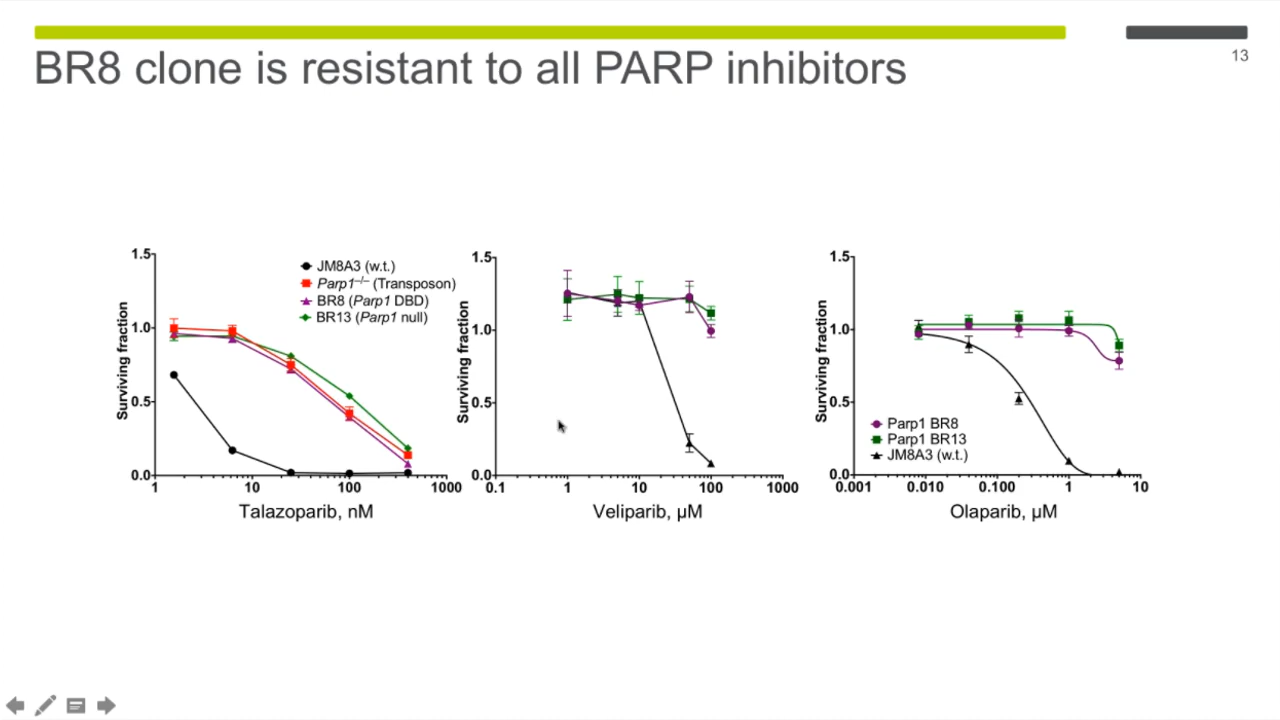 BR8 clone is resistant to all PARP inhibitors
13
1.5
1.0
0.5
0.0
Surviving fraction
JM8A3 (w.t.)
Parp1⁻/⁻ (Transposon)
BR8 (Parp1 DBD)
BR13 (Parp1 null)
1 10 100 1000
Talazoparib, nM
1.5
1.0
0.5
0.0
Surviving fraction
0.1 1 10 100 1000
Veliparib, µM
1.5
1.0
0.5
0.0
Surviving fraction
Parp1 BR8
Parp1 BR13
JM8A3 (w.t.)
0.001 0.010 0.100 1 10
Olaparib, µM